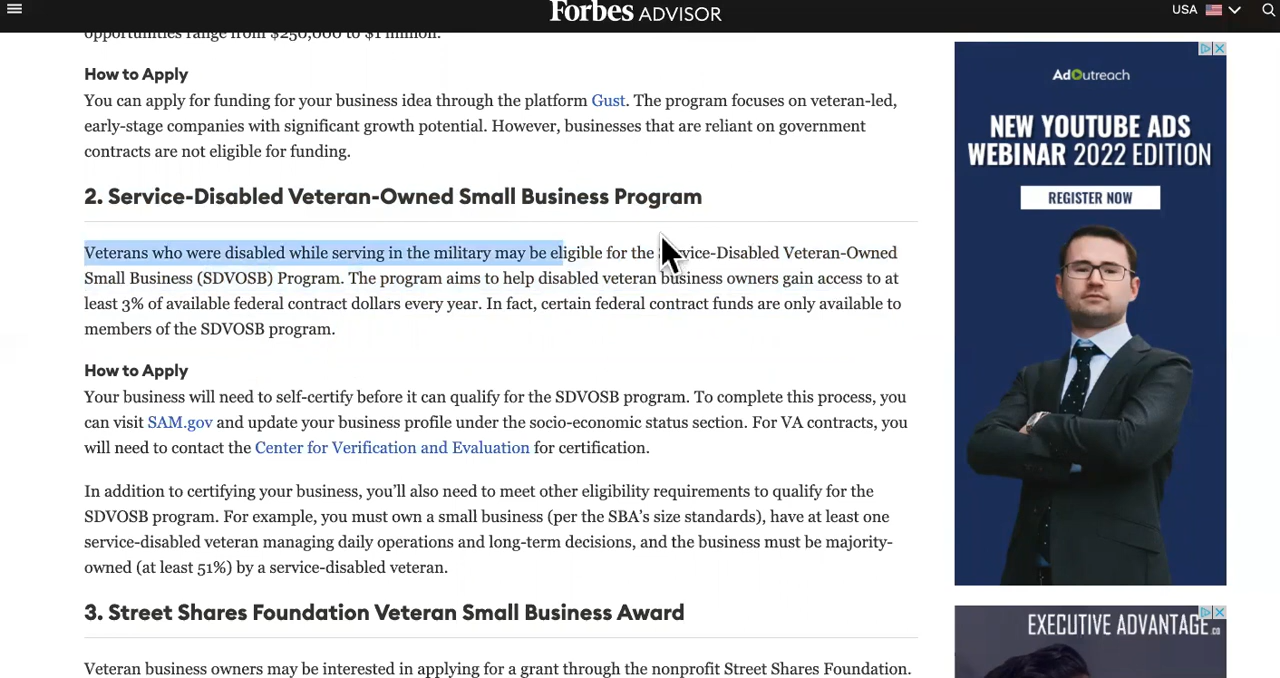 Forbes ADVISOR
USA
opportunities range from $250,000 to $1 million.
How to Apply
You can apply for funding for your business idea through the platform Gust. The program focuses on veteran-led,
early-stage companies with significant growth potential. However, businesses that are reliant on government
contracts are not eligible for funding.
2. Service-Disabled Veteran-Owned Small Business Program
Veterans who were disabled while serving in the military may be eligible for the Service-Disabled Veteran-Owned
Small Business (SDVOSB) Program. The program aims to help disabled veteran business owners gain access to at
least 3% of available federal contract dollars every year. In fact, certain federal contract funds are only available to
members of the SDVOSB program.
How to Apply
Your business will need to self-certify before it can qualify for the SDVOSB program. To complete this process, you
can visit SAM.gov and update your business profile under the socio-economic status section. For VA contracts, you
will need to contact the Center for Verification and Evaluation for certification.
In addition to certifying your business, you'll also need to meet other eligibility requirements to qualify for the
SDVOSB program. For example, you must own a small business (per the SBA's size standards), have at least one
service-disabled veteran managing daily operations and long-term decisions, and the business must be majority-
owned (at least 51%) by a service-disabled veteran.
3. Street Shares Foundation Veteran Small Business Award
Veteran business owners may be interested in applying for a grant through the nonprofit Street Shares Foundation.
AdOutreach
NEW YOUTUBE ADS
WEBINAR 2022 EDITION
REGISTER NOW
EXECUTIVE ADVANTAGE.CO